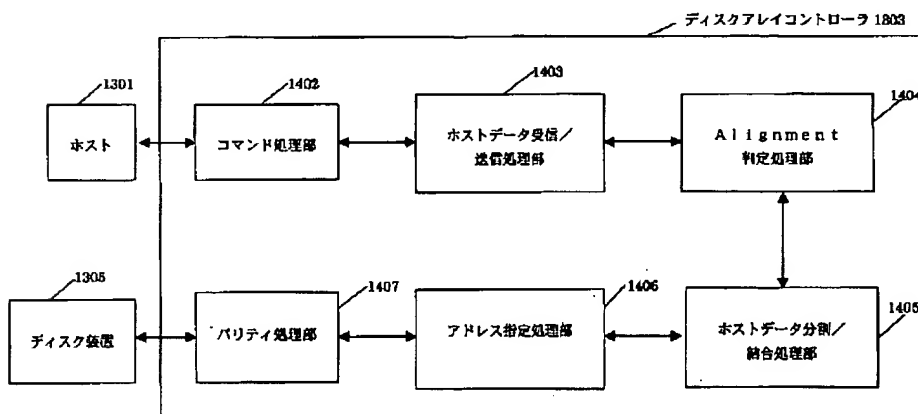 ディスクアレイコントローラ 1303
1301
1402
1403
1404
ホスト
コマンド処理部
ホストデータ受信/
送信処理部
Alignment
判定処理部
1305
1407
1406
1405
ディスク装置
パリティ処理部
アドレス指定処理部
ホストデータ分割/
結合処理部